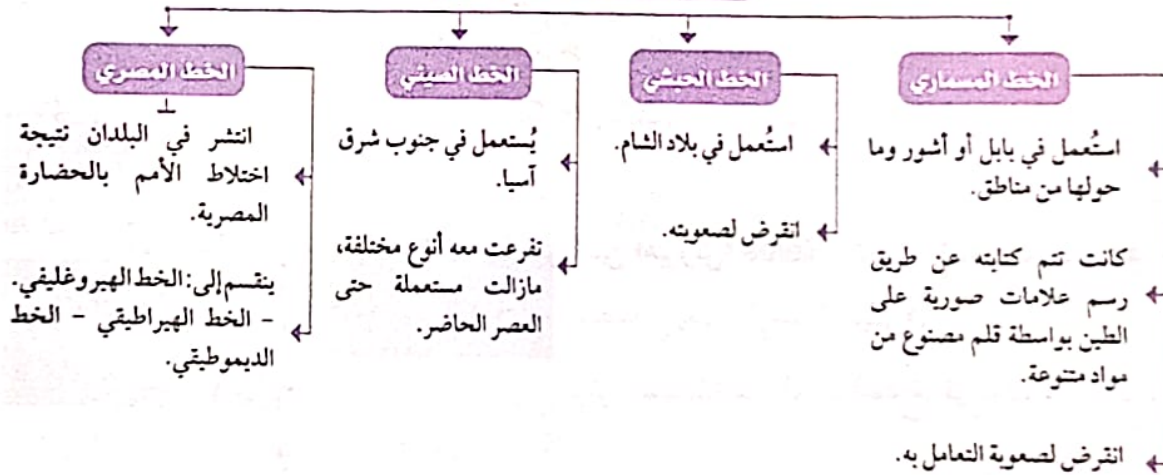 الخط المسماري
استُعمل في بابل أو أشور وما
حولها من مناطق.
كانت تتم كتابته عن طريق
رسم علامات صورية على
الطين بواسطة قلم مصنوع من
مواد متنوعة.
انقرض لصعوبة التعامل به.
الخط الحبشي
استُعمل في بلاد الشام.
انقرض لصعوبته.
الخط الصيني
يُستعمل في جنوب شرق
آسيا.
تفرعت معه أنوع مختلفة،
مازالت مستعملة حتى
العصر الحاضر.
الخط المصري
انتشر في البلدان نتيجة
اختلاط الأمم بالحضارة
المصرية.
ينقسم إلى: الخط الهيروغليفي.
– الخط الهيراطيقي – الخط
الديموطيقي.